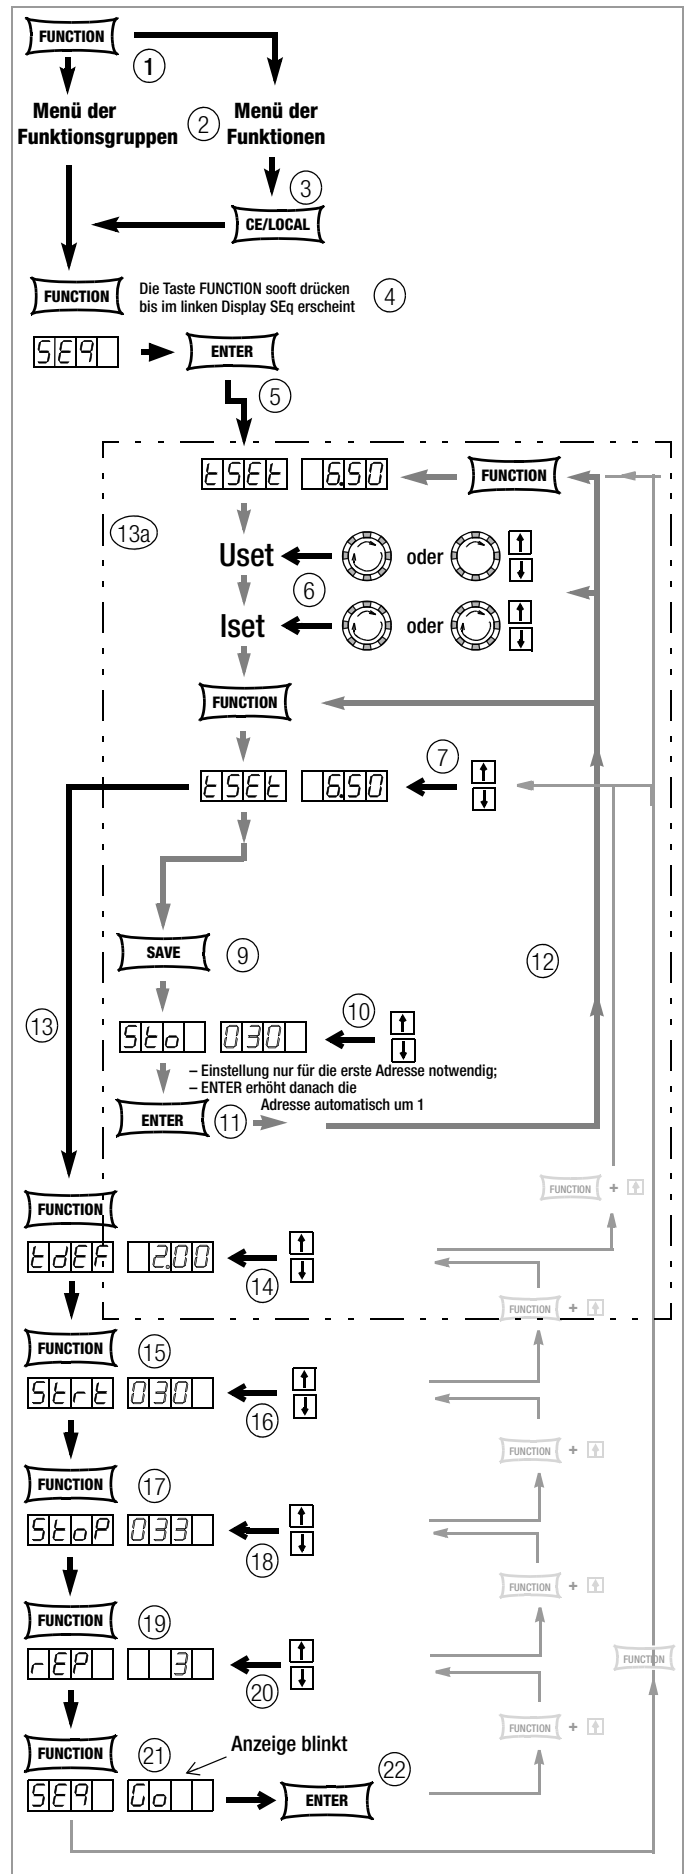 FUNCTION
1
Menü der
Funktionsgruppen
2
Menü der
Funktionen
3
CE/LOCAL
FUNCTION
Die Taste FUNCTION sooft drücken
bis im linken Display SEq erscheint
4
SEq
ENTER
5
tSEt 6.50
FUNCTION
13a
Uset
oder
6
Iset
oder
FUNCTION
7
tSEt 6.50
SAVE
9
12
10
13
Sto 030
– Einstellung nur für die erste Adresse notwendig;
– ENTER erhöht danach die
Adresse automatisch um 1
ENTER
11
FUNCTION +
FUNCTION
tdEF. 2.00
14
FUNCTION +
FUNCTION
15
Strt 030
16
FUNCTION +
FUNCTION
17
StoP 033
18
FUNCTION +
FUNCTION
19
rEP 3
20
FUNCTION
FUNCTION +
FUNCTION
21
Anzeige blinkt
22
SEq Go
ENTER